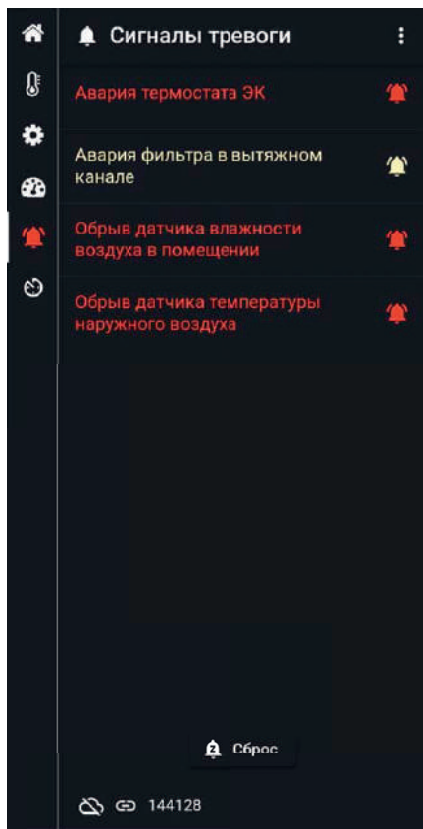 Сигналы тревоги
Авария термостата ЭК
Авария фильтра в вытяжном
канале
Обрыв датчика влажности
воздуха в помещении
Обрыв датчика температуры
наружного воздуха
Сброс
144128